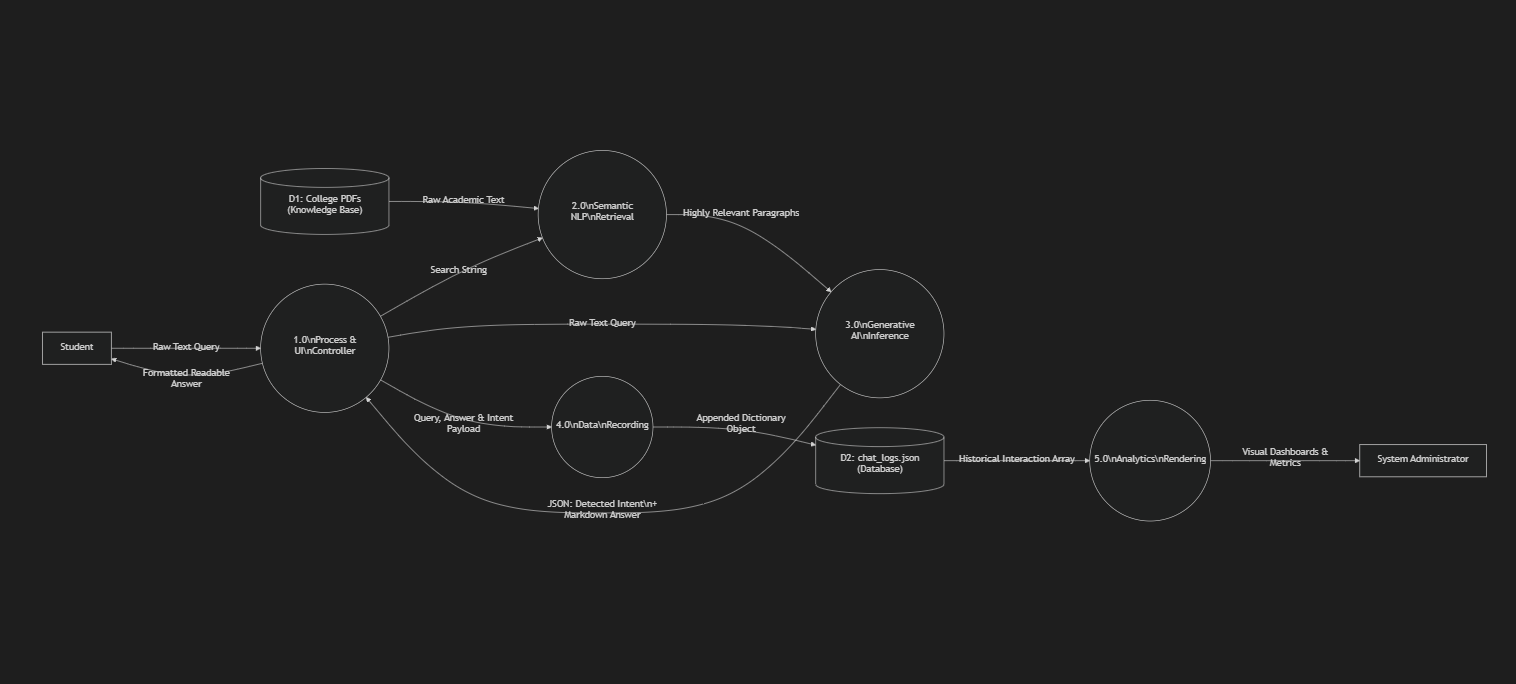 D1: College PDFs
(Knowledge Base)
Raw Academic Text
2.0\nSemantic
NLP\nRetrieval
Highly Relevant Paragraphs
Search String
Student
Raw Text Query
Formatted Readable
Answer
1.0\nProcess &
UI\nController
Raw Text Query
3.0\nGenerative
AI\nInference
Query, Answer & Intent
Payload
4.0\nData\nRecording
Appended Dictionary
Object
D2: chat_logs.json
(Database)
Historical Interaction Array
5.0\nAnalytics\nRendering
Visual Dashboards &
Metrics
System Administrator
JSON: Detected Intent\n+
Markdown Answer